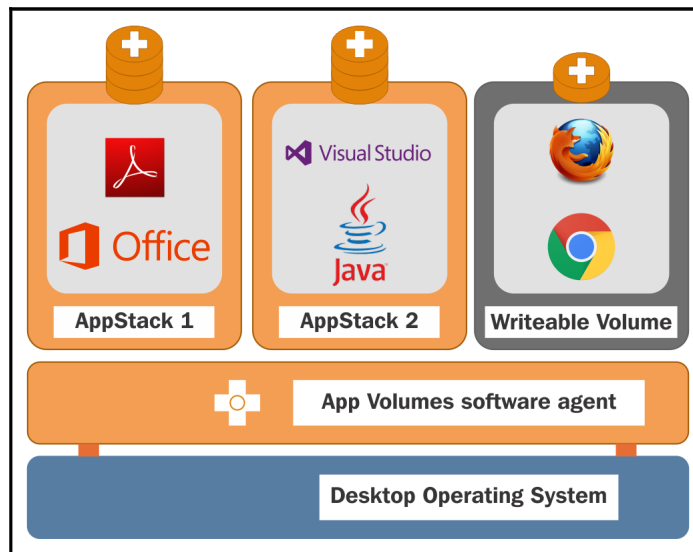 Office
Visual Studio
Java
AppStack 1
AppStack 2
Writeable Volume
App Volumes software agent
Desktop Operating System